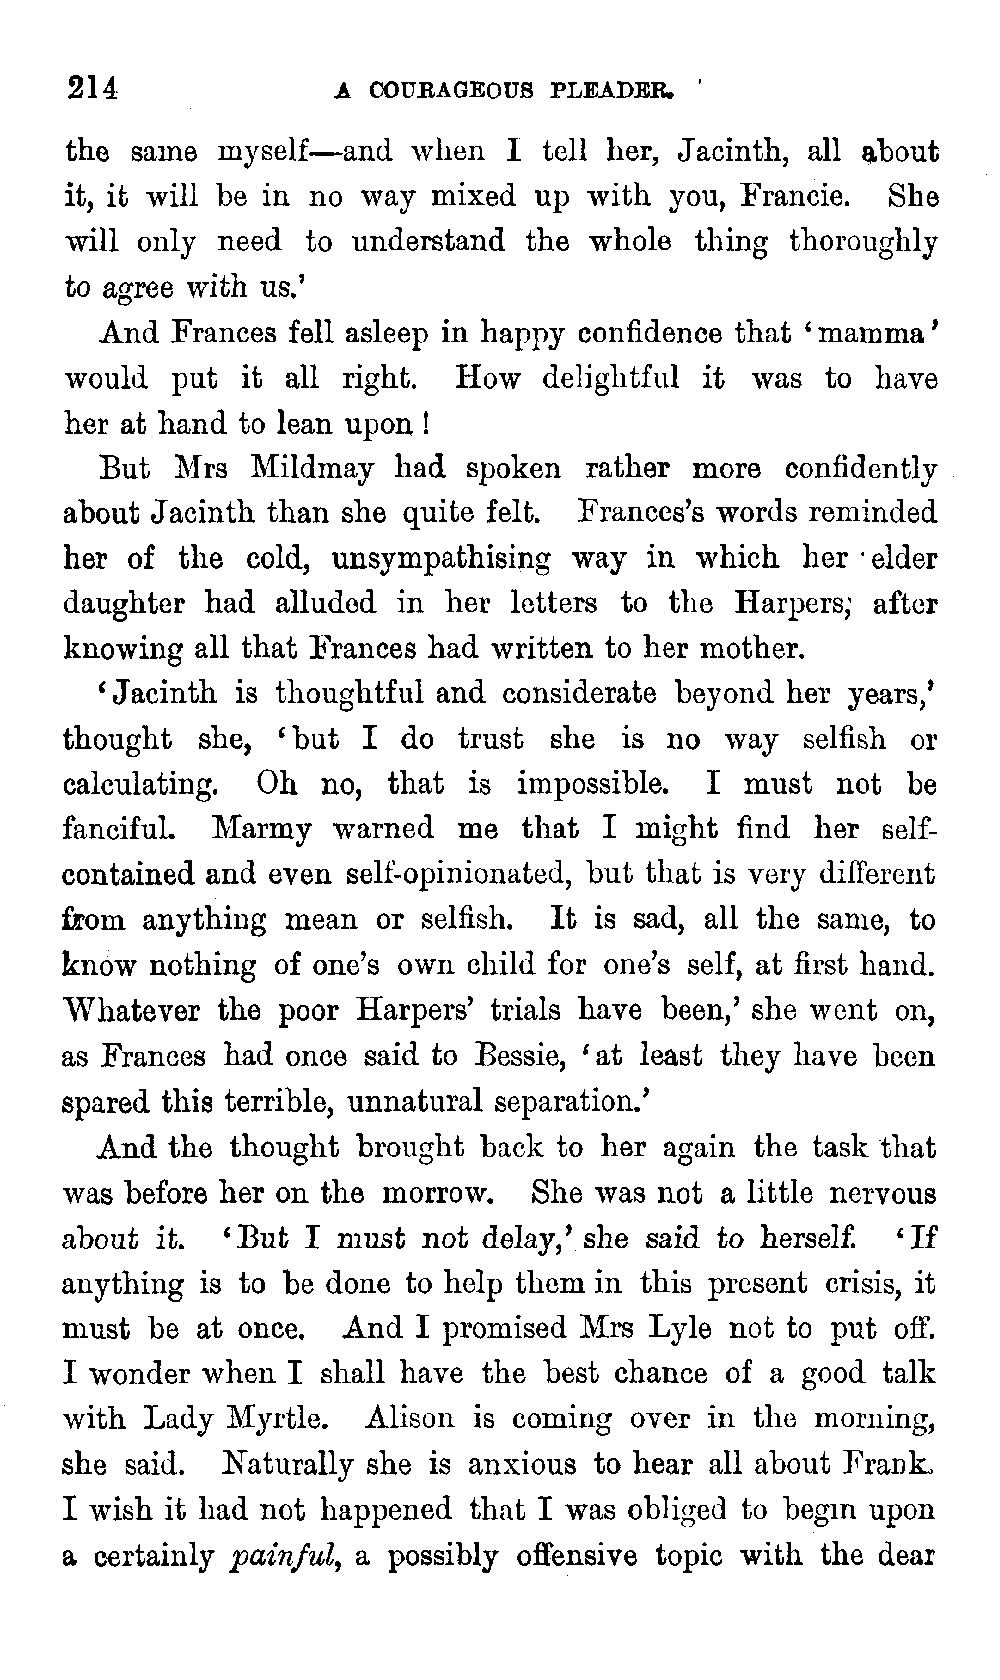 214 A COURAGEOUS PLEADER.
the same myself—and when I tell her, Jacinth, all about
it, it will be in no way mixed up with you, Francie. She
will only need to understand the whole thing thoroughly
to agree with us.'
And Frances fell asleep in happy confidence that 'mamma'
would put it all right. How delightful it was to have
her at hand to lean upon!
But Mrs Mildmay had spoken rather more confidently
about Jacinth than she quite felt. Frances's words reminded
her of the cold, unsympathising way in which her elder
daughter had alluded in her letters to the Harpers, after
knowing all that Frances had written to her mother.
'Jacinth is thoughtful and considerate beyond her years,'
thought she, 'but I do trust she is no way selfish or
calculating. Oh no, that is impossible. I must not be
fanciful. Marmy warned me that I might find her self-
contained and even self-opinionated, but that is very different
from anything mean or selfish. It is sad, all the same, to
know nothing of one's own child for one's self, at first hand.
Whatever the poor Harpers' trials have been,' she went on,
as Frances had once said to Bessie, 'at least they have been
spared this terrible, unnatural separation.'
And the thought brought back to her again the task that
was before her on the morrow. She was not a little nervous
about it. 'But I must not delay,' she said to herself. 'If
anything is to be done to help them in this present crisis, it
must be at once. And I promised Mrs Lyle not to put off.
I wonder when I shall have the best chance of a good talk
with Lady Myrtle. Alison is coming over in the morning,
she said. Naturally she is anxious to hear all about Frank.
I wish it had not happened that I was obliged to begin upon
a certainly painful, a possibly offensive topic with the dear